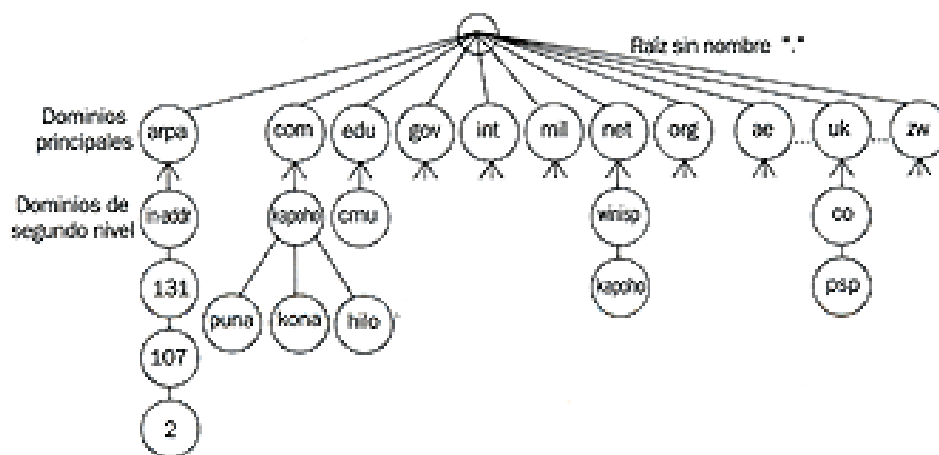 Raíz sin nombre "."
Dominios
principales
arpa com edu gov int mil net org ae ..... uk ..... zw
Dominios de
segundo nivel
in-addr kapoho cmu winisp co
131 kapoho psp
puna kona hilo
107
2